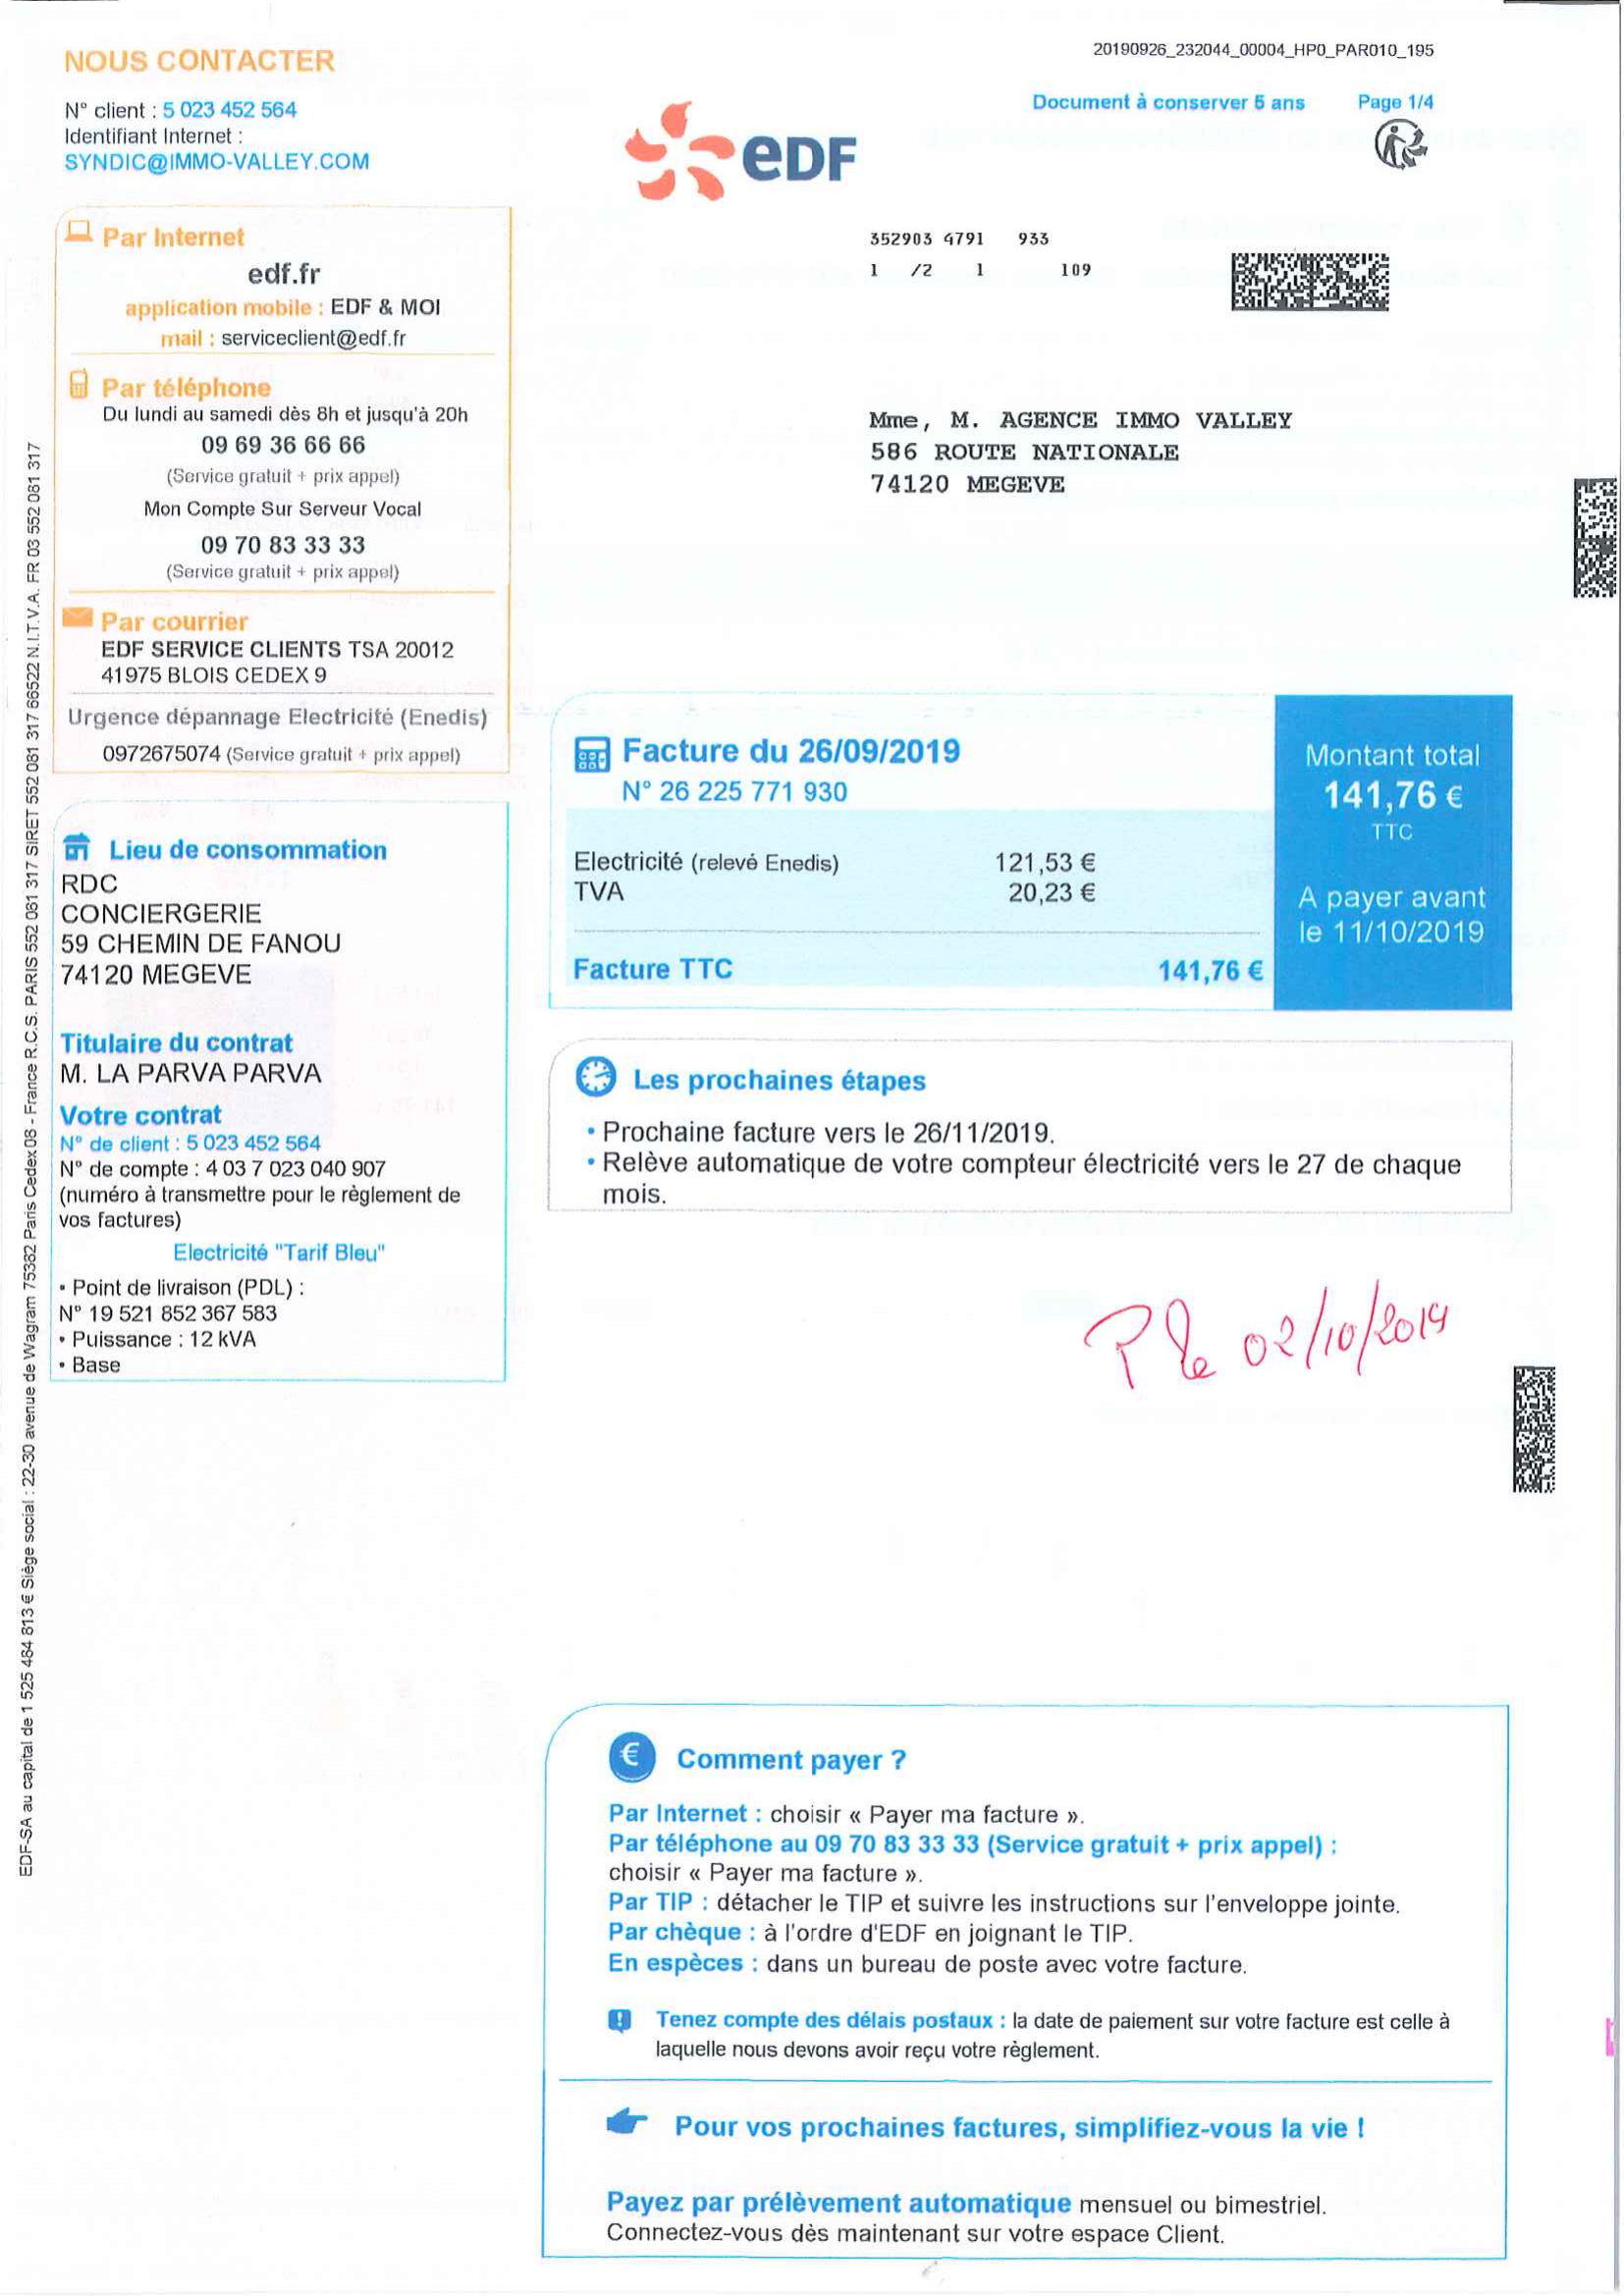 20190926_232044_00004_HP0_PAR010_195
NOUS CONTACTER
N° client : 5 023 452 564
Identifiant Internet :
SYNDIC@IMMO-VALLEY.COM
Document à conserver 5 ans
Page 1/4
eDF
Par Internet
edf.fr
application mobile : EDF & MOI
mail : serviceclient@edf.fr
Par téléphone
Du lundi au samedi dès 8h et jusqu'à 20h
09 69 36 66 66
(Service gratuit + prix appel)
Mon Compte Sur Serveur Vocal
09 70 83 33 33
(Service gratuit + prix appel)
Par courrier
EDF SERVICE CLIENTS TSA 20012
41975 BLOIS CEDEX 9
Urgence dépannage Electricité (Enedis)
0972675074 (Service gratuit + prix appel)
352903 4791 933
1 /2 1 109
Mme, M. AGENCE IMMO VALLEY
586 ROUTE NATIONALE
74120 MEGEVE
Facture du 26/09/2019
N° 26 225 771 930
Electricité (relevé Enedis) 121,53 €
TVA 20,23 €
Facture TTC 141,76 €
Montant total
141,76 €
TTC
A payer avant
le 11/10/2019
Lieu de consommation
RDC
CONCIERGERIE
59 CHEMIN DE FANOU
74120 MEGEVE
Titulaire du contrat
M. LA PARVA PARVA
Votre contrat
N° de client : 5 023 452 564
N° de compte : 4 03 7 023 040 907
(numéro à transmettre pour le règlement de
vos factures)
Electricité "Tarif Bleu"
• Point de livraison (PDL) :
N° 19 521 852 367 583
• Puissance : 12 kVA
• Base
Les prochaines étapes
• Prochaine facture vers le 26/11/2019.
• Relève automatique de votre compteur électricité vers le 27 de chaque
mois.
P le 02/10/2019
Comment payer ?
Par Internet : choisir « Payer ma facture ».
Par téléphone au 09 70 83 33 33 (Service gratuit + prix appel) :
choisir « Payer ma facture ».
Par TIP : détacher le TIP et suivre les instructions sur l'enveloppe jointe.
Par chèque : à l'ordre d'EDF en joignant le TIP.
En espèces : dans un bureau de poste avec votre facture.
Tenez compte des délais postaux : la date de paiement sur votre facture est celle à
laquelle nous devons avoir reçu votre règlement.
Pour vos prochaines factures, simplifiez-vous la vie !
Payez par prélèvement automatique mensuel ou bimestriel.
Connectez-vous dès maintenant sur votre espace Client.
EDF-SA au capital de 1 525 484 813 € Siège social : 22-30 avenue de Wagram 75382 Paris Cedex 08 - France R.C.S. PARIS 552 081 317 SIRET 552 081 317 66522 N.I.T.V.A. FR 03 552 081 317